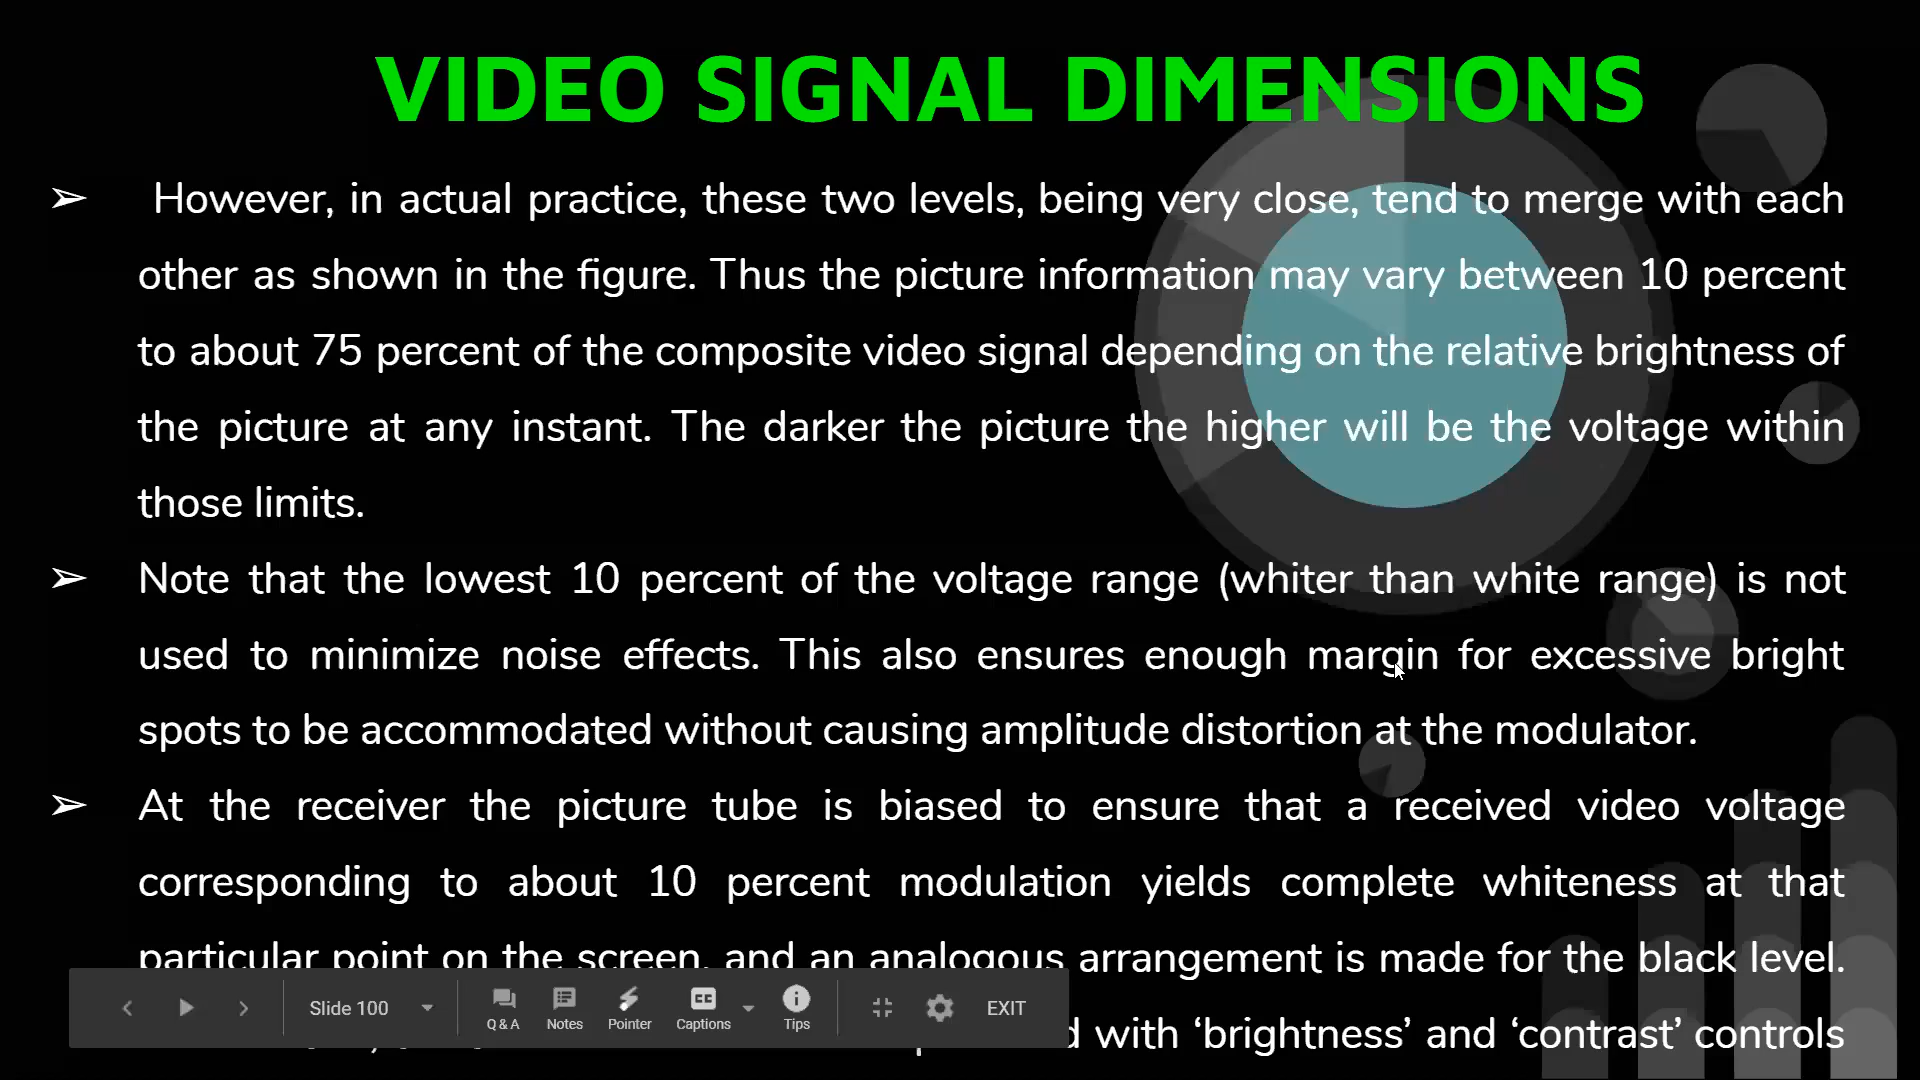 VIDEO SIGNAL DIMENSIONS
➢ However, in actual practice, these two levels, being very close, tend to merge with each
other as shown in the figure. Thus the picture information may vary between 10 percent
to about 75 percent of the composite video signal depending on the relative brightness of
the picture at any instant. The darker the picture the higher will be the voltage within
those limits.
➢ Note that the lowest 10 percent of the voltage range (whiter than white range) is not
used to minimize noise effects. This also ensures enough margin for excessive bright
spots to be accommodated without causing amplitude distortion at the modulator.
➢ At the receiver the picture tube is biased to ensure that a received video voltage
corresponding to about 10 percent modulation yields complete whiteness at that
particular point on the screen, and an analogous arrangement is made for the black level.
with ‘brightness’ and ‘contrast’ controls
Slide 100 Q & A Notes Pointer CC Captions Tips EXIT